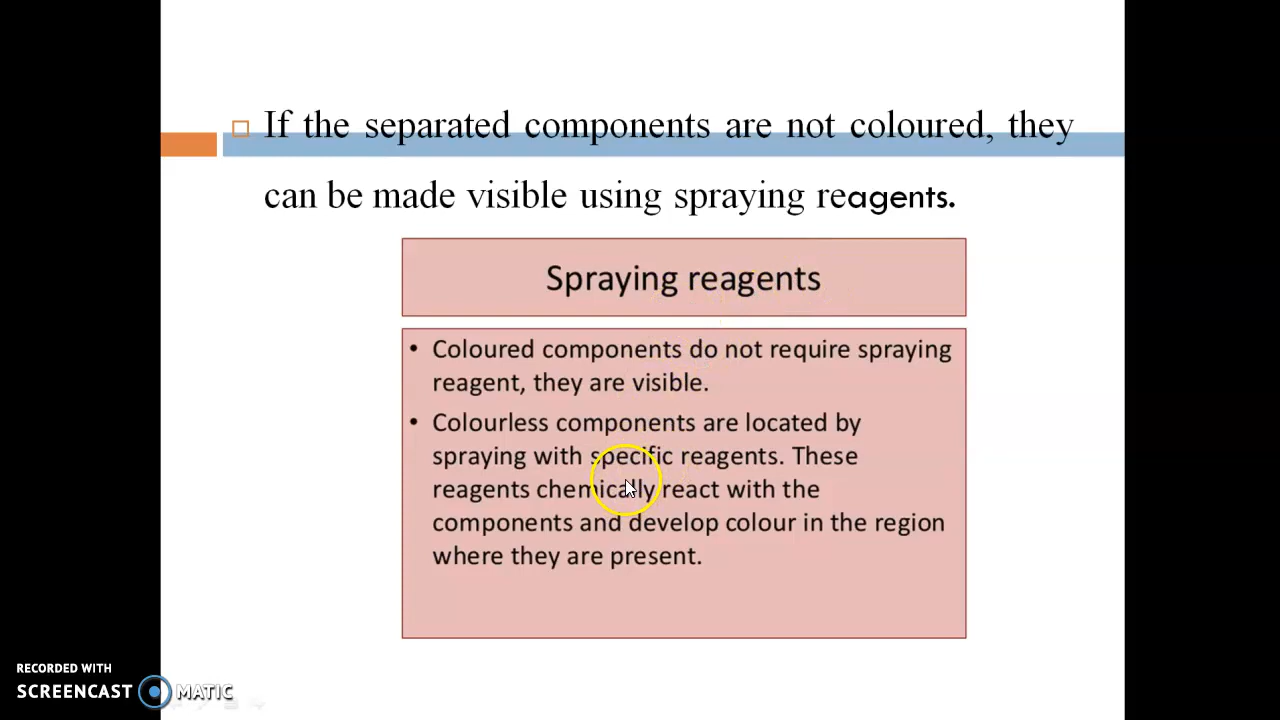 If the separated components are not coloured, they
can be made visible using spraying reagents.
Spraying reagents
• Coloured components do not require spraying
reagent, they are visible.
• Colourless components are located by
spraying with specific reagents. These
reagents chemically react with the
components and develop colour in the region
where they are present.
RECORDED WITH
SCREENCAST MATIC